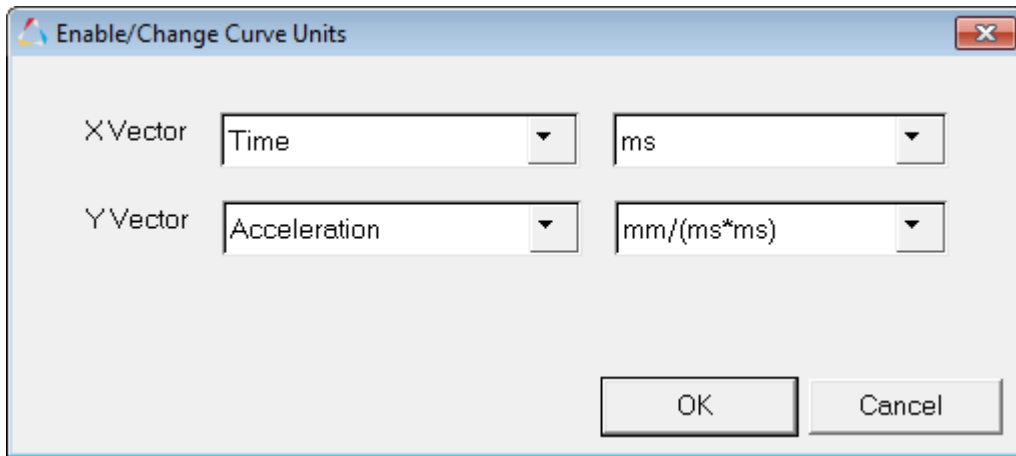 Enable/Change Curve Units
X Vector Time ms
Y Vector Acceleration mm/(ms*ms)
OK Cancel